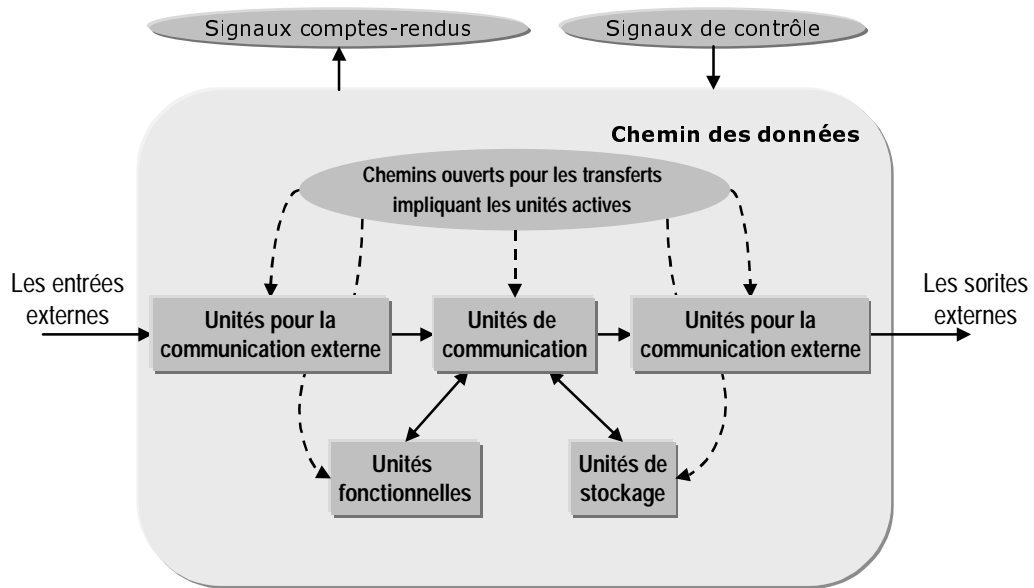 Signaux comptes-rendus
Signaux de contrôle
Chemin des données
Chemins ouverts pour les transferts
impliquant les unités actives
Les entrées
externes
Les sorites
externes
Unités pour la
communication externe
Unités de
communication
Unités pour la
communication externe
Unités
fonctionnelles
Unités de
stockage